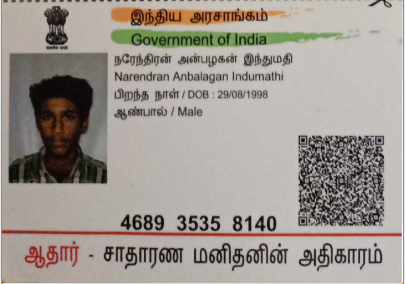 இந்திய அரசாங்கம்
Government of India
நரேந்திரன் அன்பழகன் இந்துமதி
Narendran Anbalagan Indumathi
பிறந்த நாள் / DOB : 29/08/1998
ஆண்பால் / Male
4689 3535 8140
ஆதார் - சாதாரண மனிதனின் அதிகாரம்